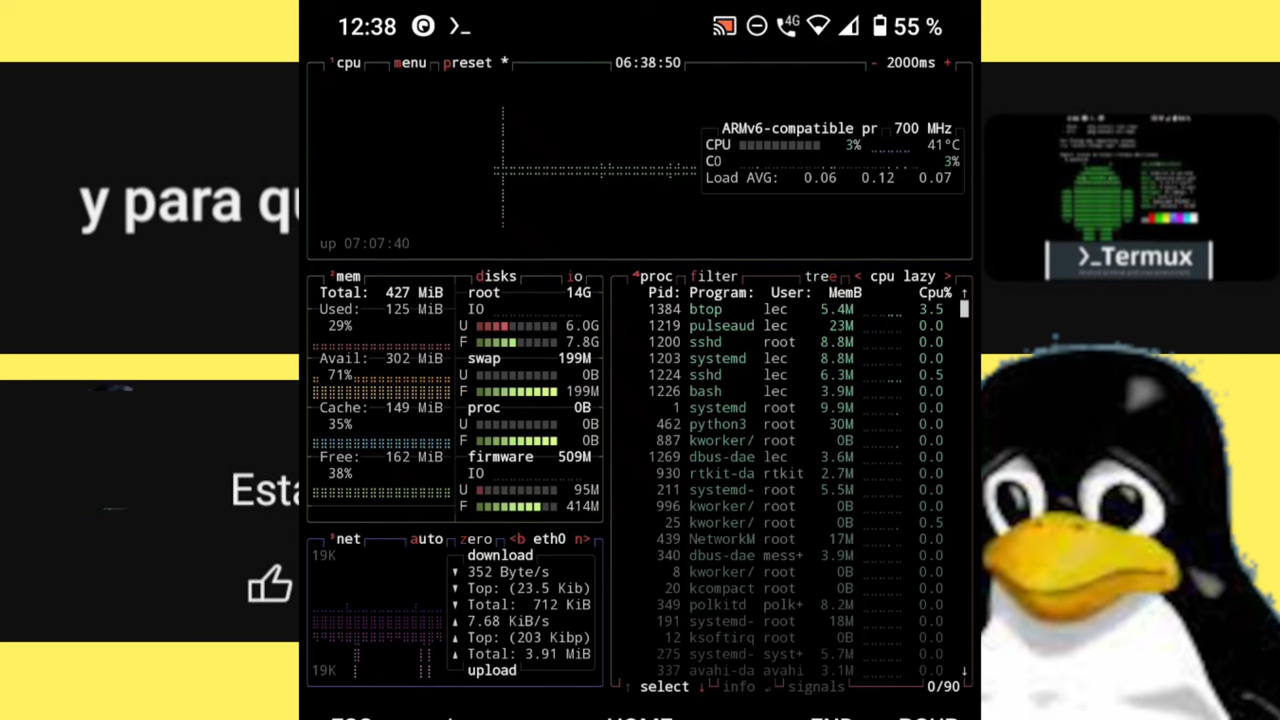 12:38 55 %
4G
¹cpu menu preset * 06:38:50 - 2000ms +
ARMv6-compatible pr 700 MHz
CPU 3% 41°C
C0 3%
Load AVG: 0.06 0.12 0.07
up 07:07:40
y para qu
Esta
>_Termux
²mem disks io
Total: 427 MiB
Used: 125 MiB
29%
Avail: 302 MiB
71%
Cache: 149 MiB
35%
Free: 162 MiB
38%
root 14G
IO
U 6.0G
F 7.8G
swap 199M
U 0B
F 199M
proc 0B
U 0B
F 0B
firmware 509M
IO
U 95M
F 414M
³net auto zero <b eth0 n>
19K
19K
download
▼ 352 Byte/s
▼ Top: (23.5 Kib)
▼ Total: 712 KiB
▲ 7.68 KiB/s
▲ Top: (203 Kibp)
▲ Total: 3.91 MiB
upload
⁴proc filter tree < cpu lazy >
Pid: Program: User: MemB Cpu% ↑
1384 btop lec 5.4M 3.5
1219 pulseaud lec 23M 0.0
1200 sshd root 8.8M 0.0
1203 systemd lec 8.8M 0.0
1224 sshd lec 6.3M 0.5
1226 bash lec 3.9M 0.0
1 systemd root 9.9M 0.0
462 python3 root 30M 0.0
887 kworker/ root 0B 0.0
1269 dbus-dae lec 3.6M 0.0
930 rtkit-da rtkit 2.7M 0.0
211 systemd- root 5.5M 0.0
996 kworker/ root 0B 0.0
25 kworker/ root 0B 0.5
439 NetworkM root 17M 0.0
340 dbus-dae mess+ 3.9M 0.0
8 kworker/ root 0B 0.0
20 kcompact root 0B 0.0
349 polkitd polk+ 8.2M 0.0
191 systemd- root 18M 0.0
12 ksoftirq root 0B 0.0
275 systemd- syst+ 5.7M 0.0
337 avahi-da avahi 3.1M 0.0 ↓
↑ select ↓ info ↲ signals 0/90